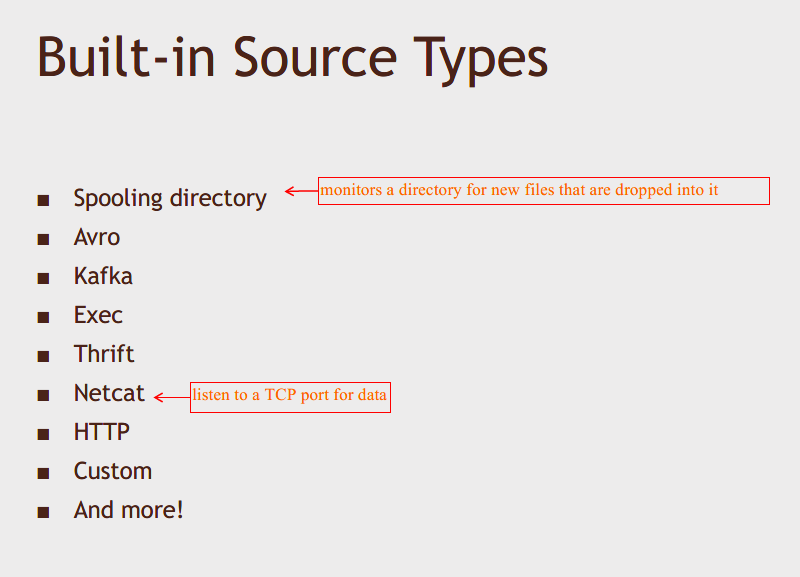 Built-in Source Types
Spooling directory
monitors a directory for new files that are dropped into it
Avro
Kafka
Exec
Thrift
Netcat
listen to a TCP port for data
HTTP
Custom
And more!